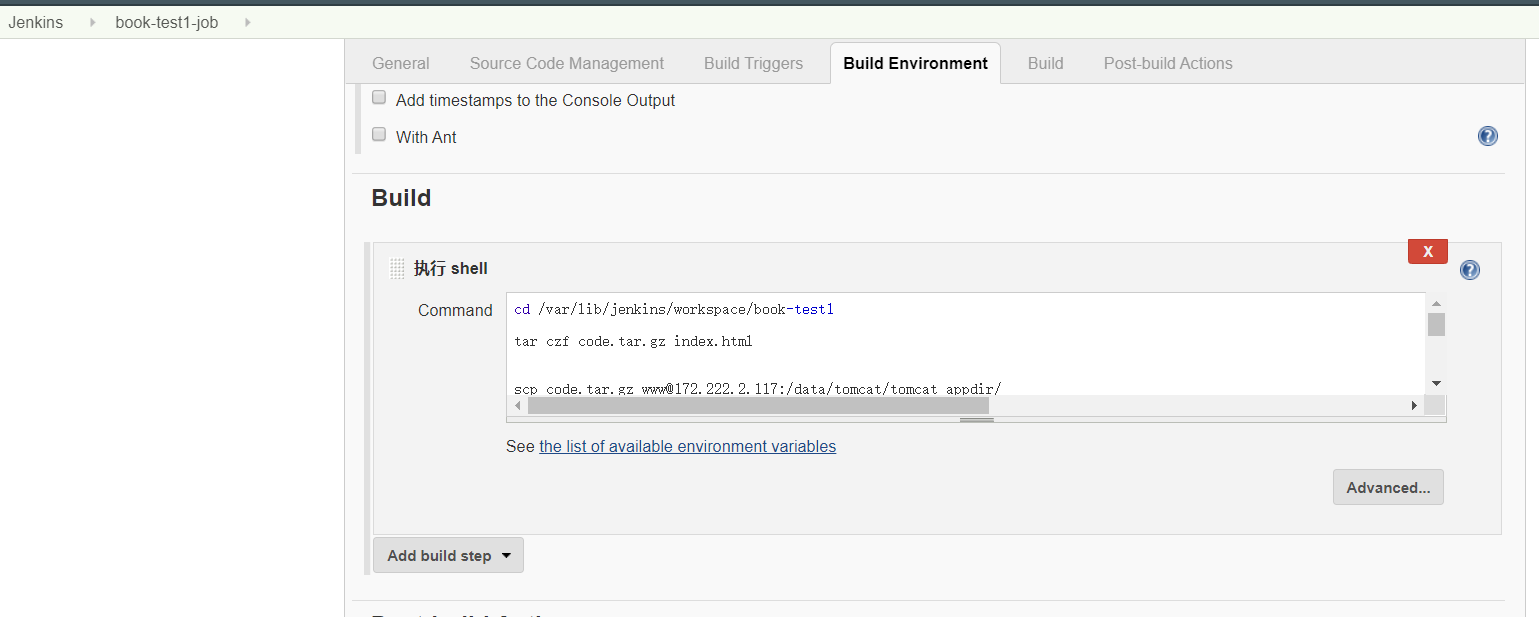 Jenkins book-test1-job
General Source Code Management Build Triggers Build Environment Build Post-build Actions
Add timestamps to the Console Output
With Ant
?
Build
X
执行 shell
?
Command
cd /var/lib/jenkins/workspace/book-test1
tar czf code.tar.gz index.html
scp code.tar.gz www@172.222.2.117:/data/tomcat/tomcat_appdir/
See the list of available environment variables
Advanced...
Add build step